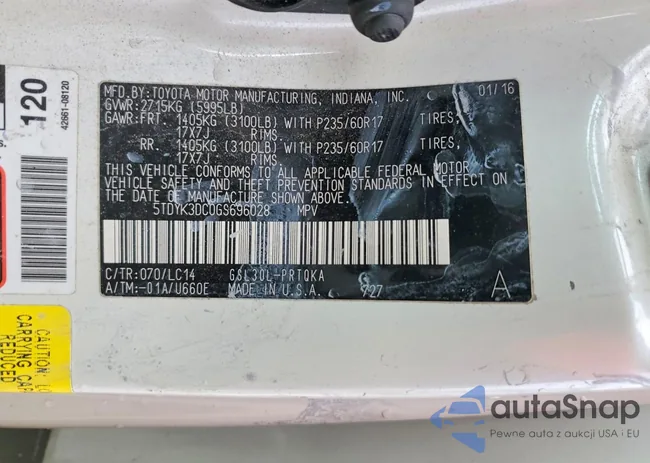 MFD.BY:TOYOTA MOTOR MANUFACTURING, INDIANA, INC. 01/16
GVWR:2715KG (5995LB)
GAWR:FRT. 1405KG (3100LB) WITH P235/60R17 TIRES,
17X7J RIMS,
RR. 1405KG (3100LB) WITH P235/60R17 TIRES,
17X7J RIMS.
THIS VEHICLE CONFORMS TO ALL APPLICABLE FEDERAL MOTOR
VEHICLE SAFETY AND THEFT PREVENTION STANDARDS IN EFFECT ON
THE DATE OF MANUFACTURE SHOWN ABOVE.
5TDYK3DC0GS696028 MPV
C/TR:070/LC14 GSL30L-PRTQKA
A/TM:-01A/U660E MADE IN U.S.A. 727 A
120
42661-08120
CAUTION:
CARRYING
REDUCED
autaSnap
Pewne auta z aukcji USA i EU